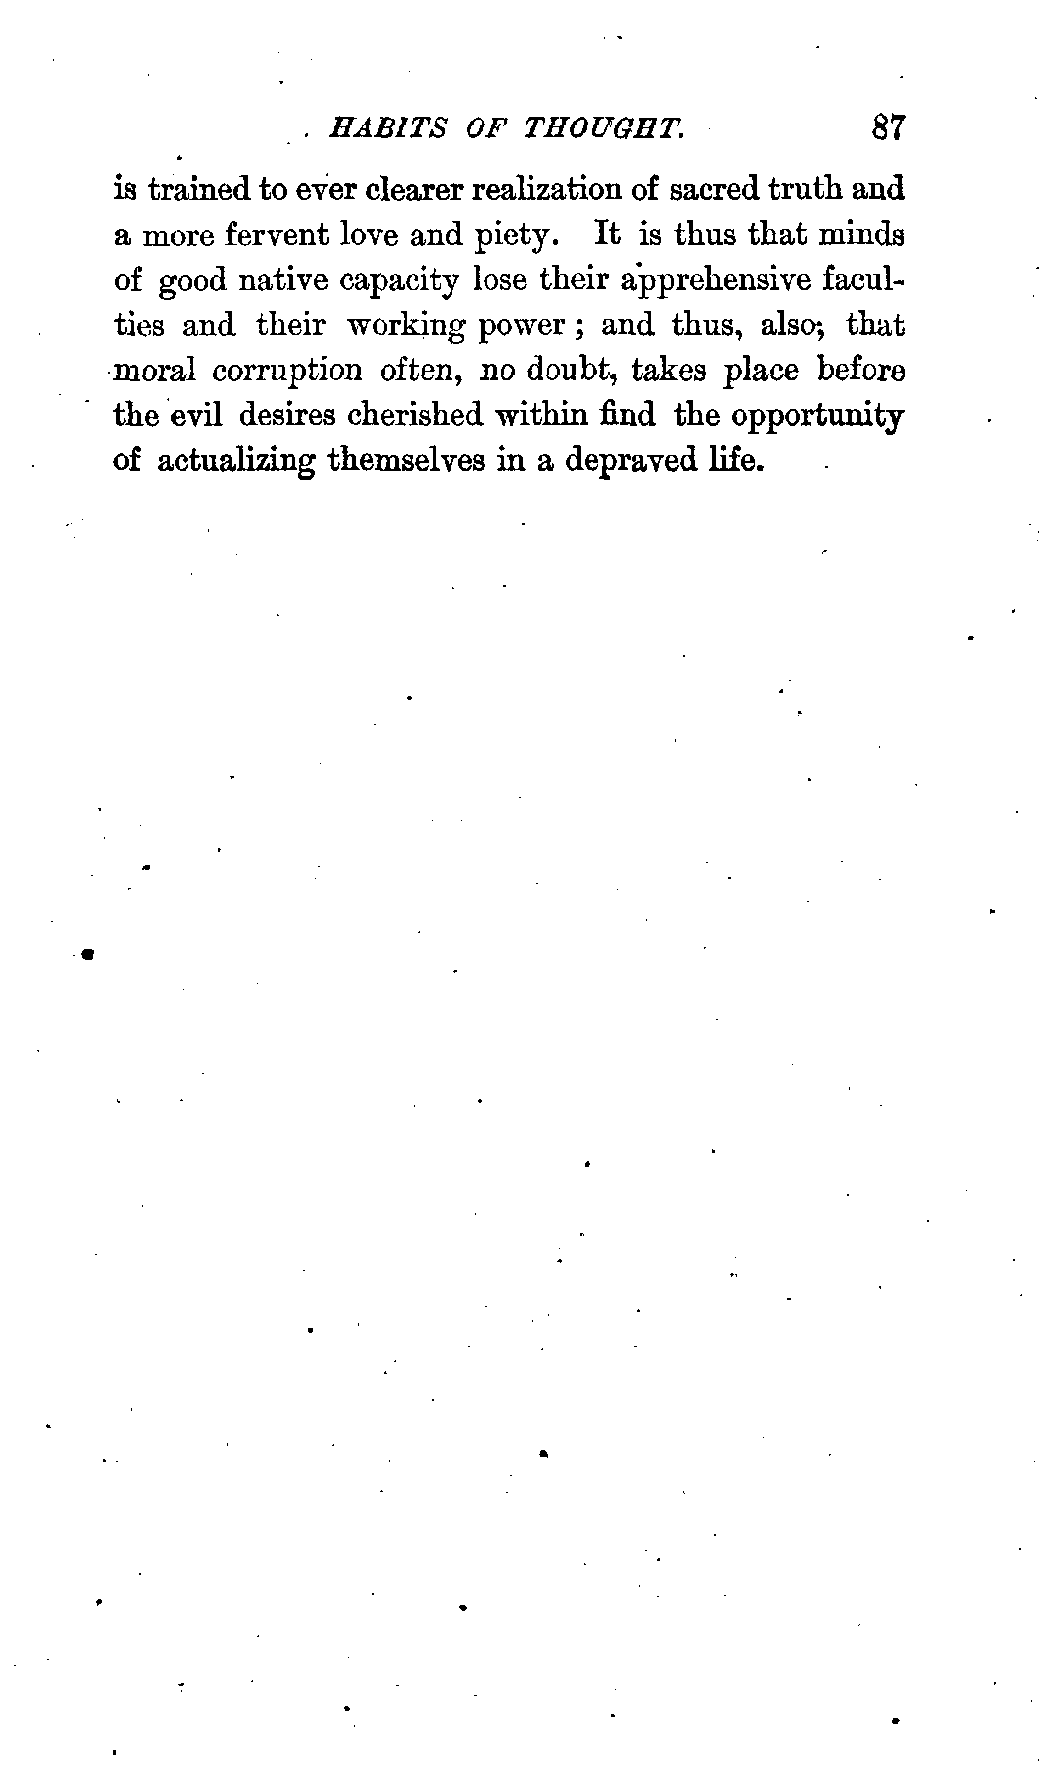 HABITS OF THOUGHT. 87
is trained to ever clearer realization of sacred truth and
a more fervent love and piety. It is thus that minds
of good native capacity lose their apprehensive facul-
ties and their working power ; and thus, also, that
moral corruption often, no doubt, takes place before
the evil desires cherished within find the opportunity
of actualizing themselves in a depraved life.